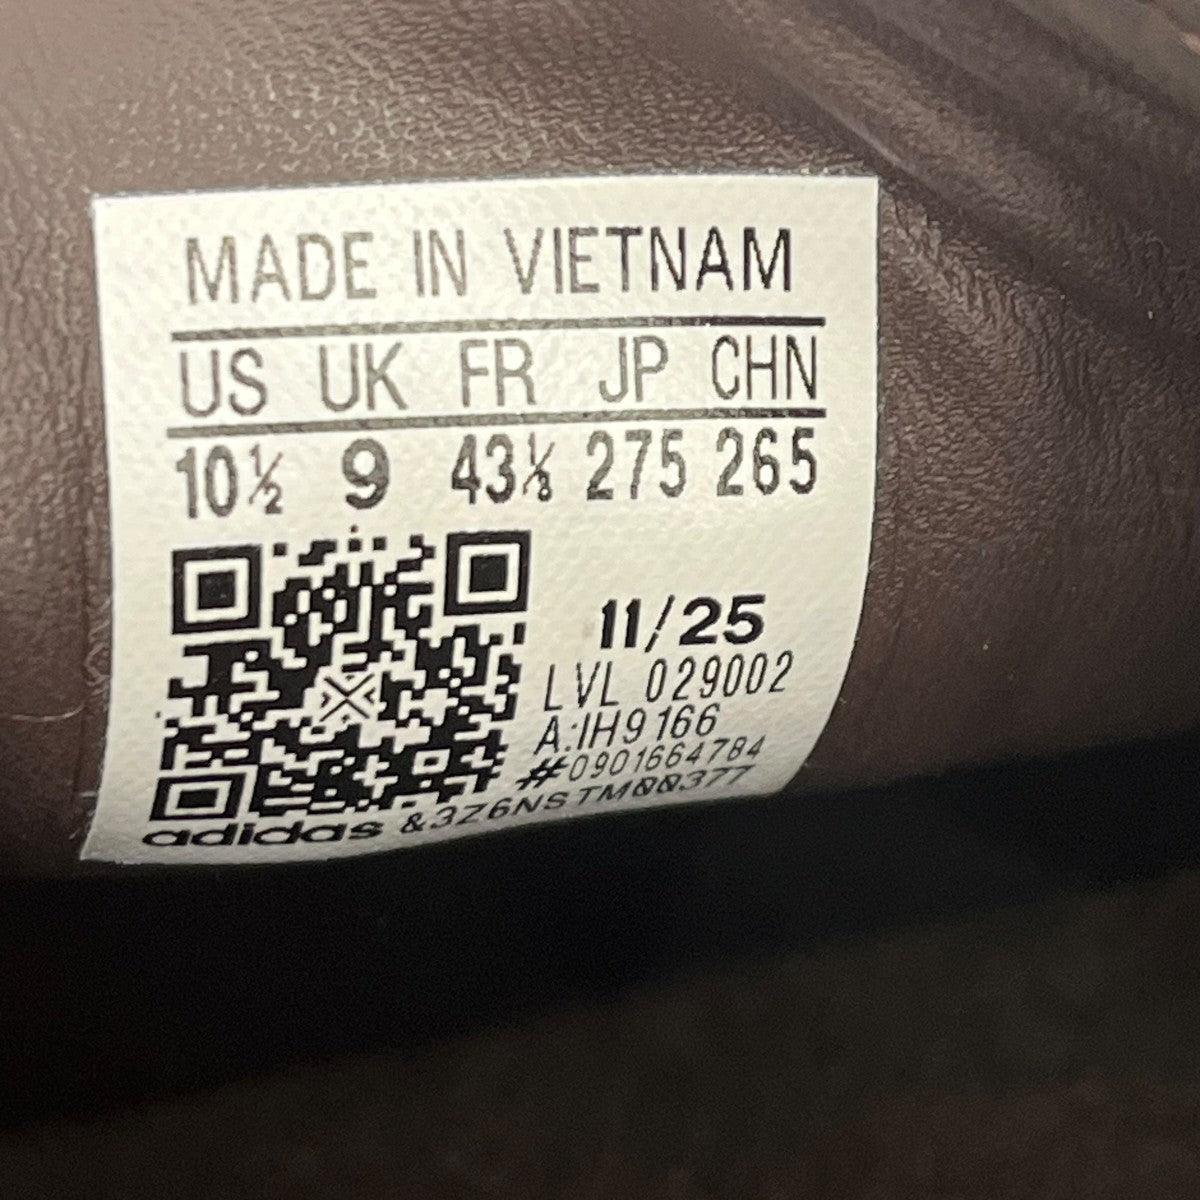 MADE IN VIETNAM
US UK FR JP CHN
10½ 9 43⅓ 275 265
11/25
LVL 029002
A:IH9166
#0901664784
adidas &3Z6NSTM00377